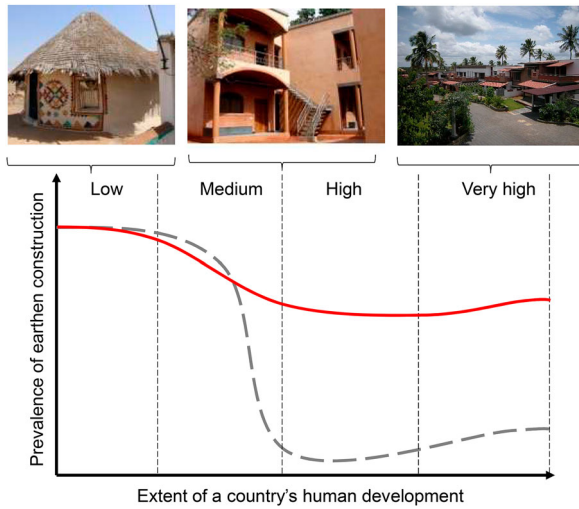 Low
Medium
High
Very high
Prevalence of earthen construction
Extent of a country's human development